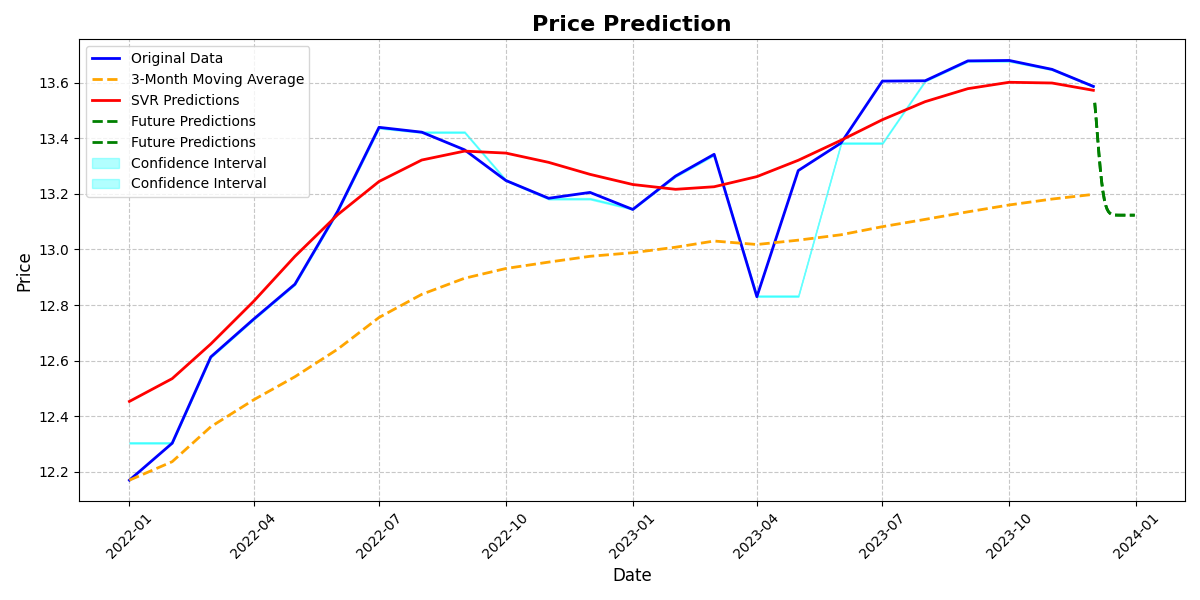 Price Prediction
Original Data
3-Month Moving Average
SVR Predictions
Future Predictions
Future Predictions
Confidence Interval
Confidence Interval
Price
13.6
13.4
13.2
13.0
12.8
12.6
12.4
12.2
2022-01
2022-04
2022-07
2022-10
2023-01
2023-04
2023-07
2023-10
2024-01
Date